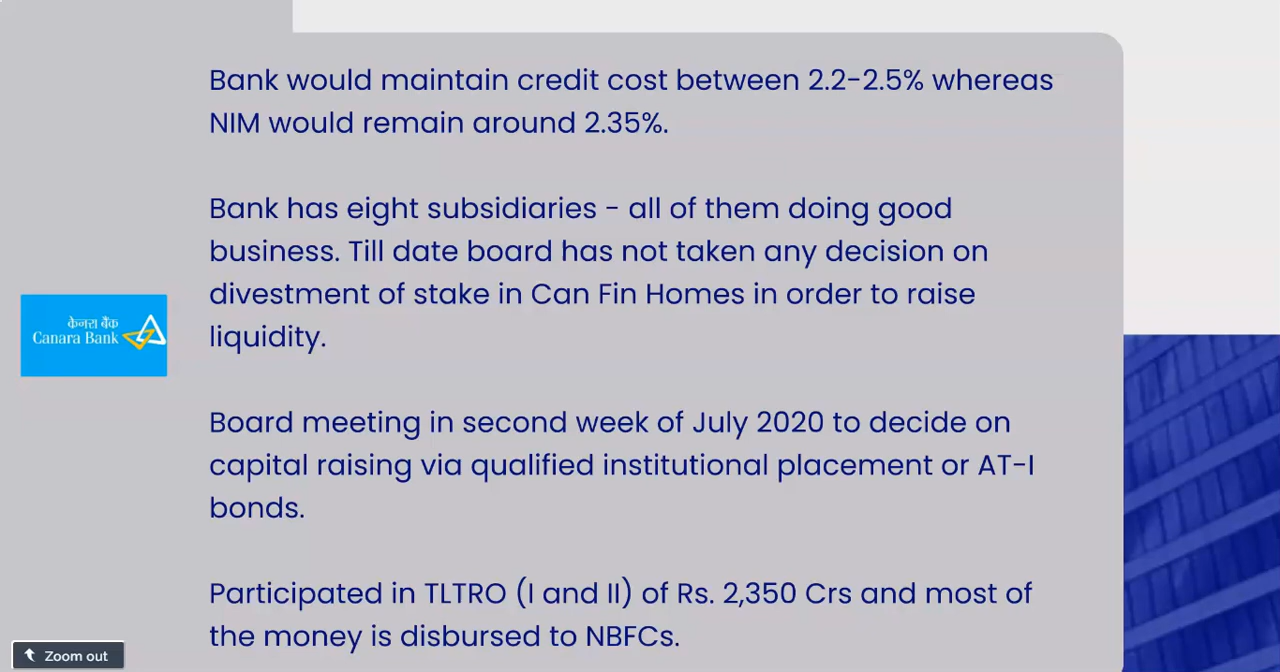 Bank would maintain credit cost between 2.2-2.5% whereas
NIM would remain around 2.35%.
Bank has eight subsidiaries - all of them doing good
business. Till date board has not taken any decision on
divestment of stake in Can Fin Homes in order to raise
liquidity.
केनरा बैंक
Canara Bank
Board meeting in second week of July 2020 to decide on
capital raising via qualified institutional placement or AT-I
bonds.
Participated in TLTRO (I and II) of Rs. 2,350 Crs and most of
the money is disbursed to NBFCs.
Zoom out